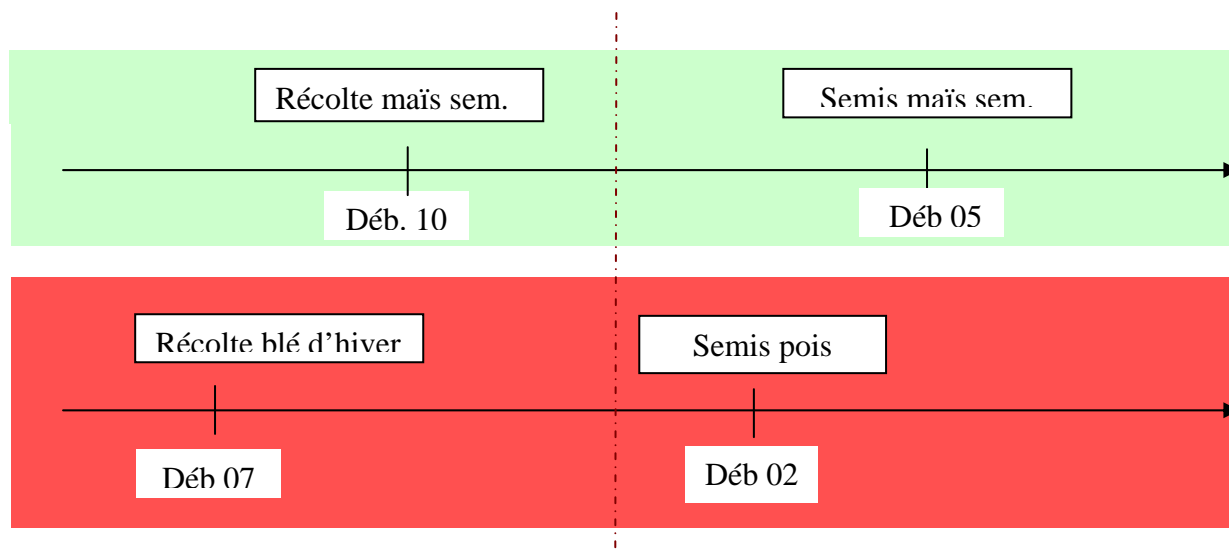 Récolte maïs sem.
Semis maïs sem.
Déb. 10
Déb 05
Récolte blé d'hiver
Semis pois
Déb 07
Déb 02